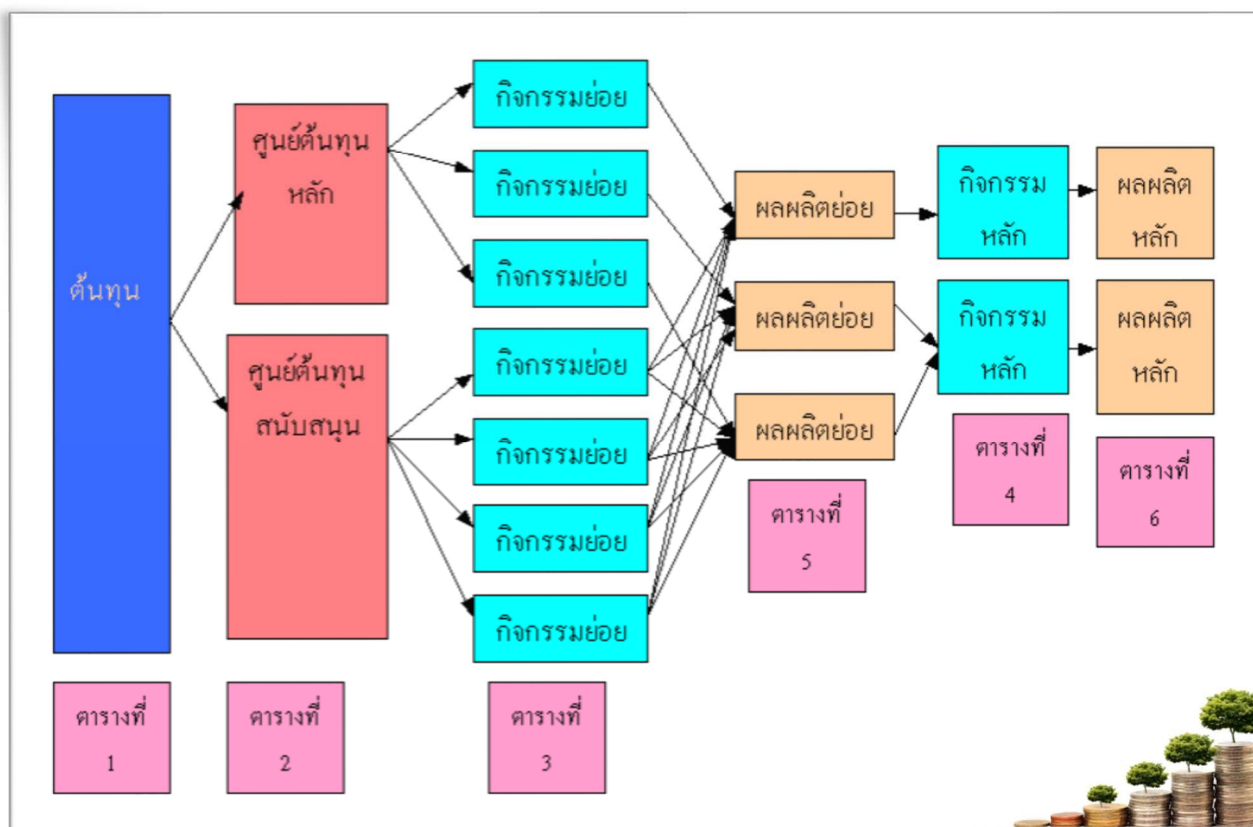 ต้นทุน
ศูนย์ต้นทุน
หลัก
ศูนย์ต้นทุน
สนับสนุน
กิจกรรมย่อย
กิจกรรมย่อย
กิจกรรมย่อย
กิจกรรมย่อย
กิจกรรมย่อย
กิจกรรมย่อย
กิจกรรมย่อย
ผลผลิตย่อย
ผลผลิตย่อย
ผลผลิตย่อย
กิจกรรม
หลัก
กิจกรรม
หลัก
ผลผลิต
หลัก
ผลผลิต
หลัก
ตารางที่
1
ตารางที่
2
ตารางที่
3
ตารางที่
5
ตารางที่
4
ตารางที่
6